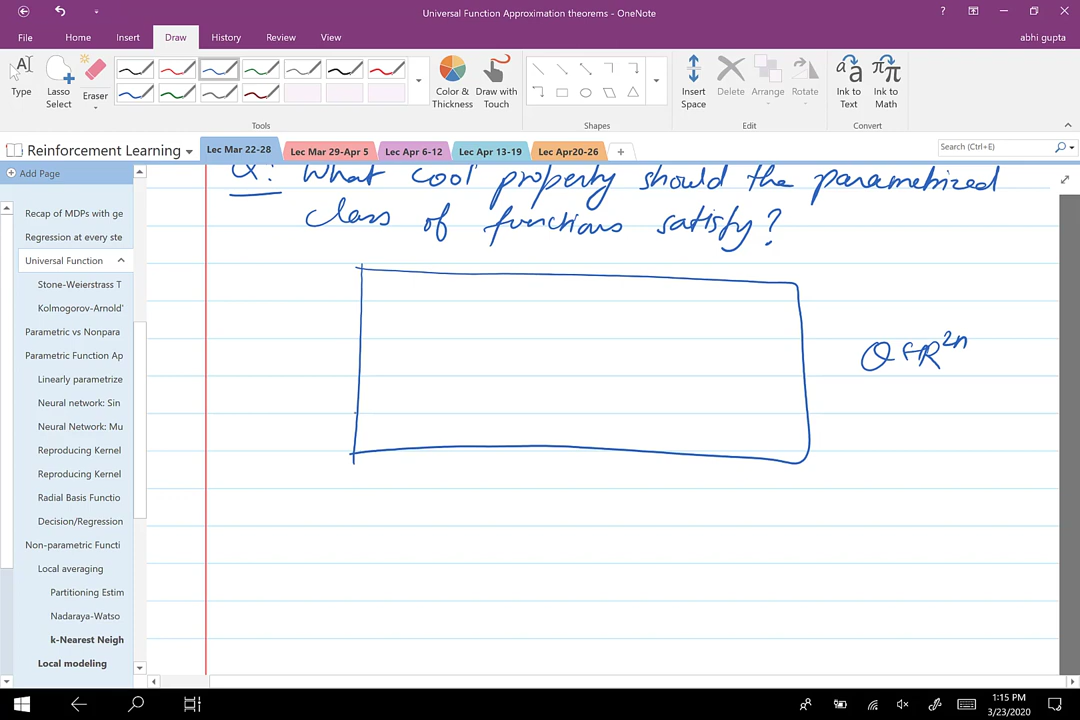 Universal Function Approximation theorems - OneNote
File Home Insert Draw History Review View abhi gupta
Type Lasso Select Eraser Color & Thickness Draw with Touch Insert Space Delete Arrange Rotate Ink to Text Ink to Math
Tools Shapes Edit Convert
Reinforcement Learning Lec Mar 22-28 Lec Mar 29-Apr 5 Lec Apr 6-12 Lec Apr 13-19 Lec Apr20-26 Search (Ctrl+E)
Add Page
Recap of MDPs with ge
Regression at every ste
Universal Function
Stone-Weierstrass T
Kolmogorov-Arnold'
Parametric vs Nonpara
Parametric Function Ap
Linearly parametrize
Neural network: Sin
Neural Network: Mu
Reproducing Kernel
Reproducing Kernel
Radial Basis Functio
Decision/Regression
Non-parametric Functi
Local averaging
Partitioning Estim
Nadaraya-Watso
k-Nearest Neigh
Local modeling
Q: What cool property should the parametrized
class of functions satisfy?
θ∈ℝ²ⁿ
1:15 PM
3/23/2020